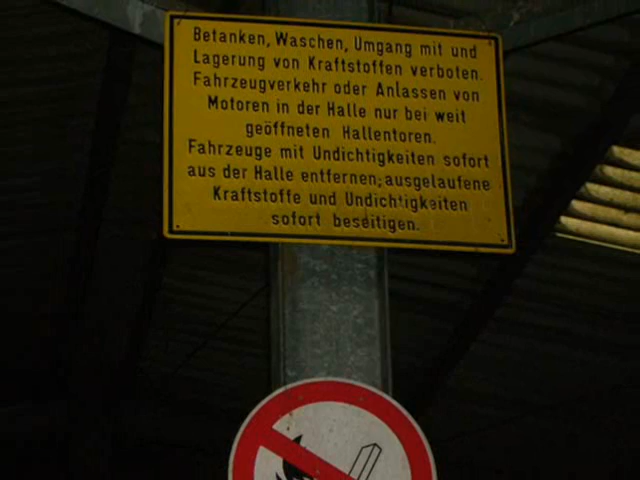 Betanken, Waschen, Umgang mit und
Lagerung von Kraftstoffen verboten.
Fahrzeugverkehr oder Anlassen von
Motoren in der Halle nur bei weit
geöffneten Hallentoren.
Fahrzeuge mit Undichtigkeiten sofort
aus der Halle entfernen; ausgelaufene
Kraftstoffe und Undichtigkeiten
sofort beseitigen.